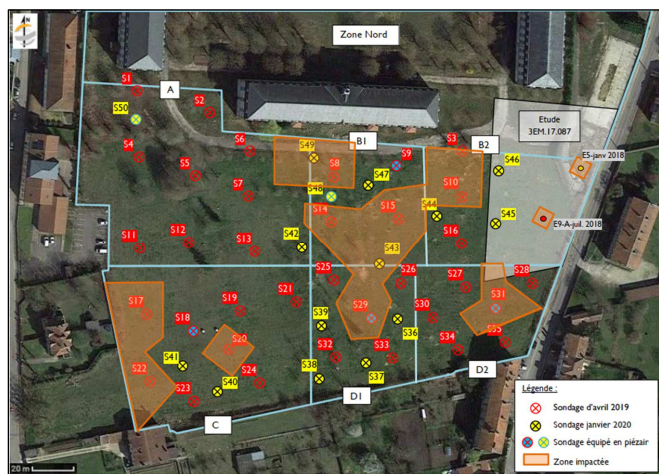 Zone Nord
S1
A
S50
S2
Etude
3EM.17.087
S4
S6
S49
B1
S9
S3
B2
S46
E5-janv 2018
S5
S8
S47
S7
S48
S10
S14
S15
S44
S45
E9-A-juil. 2018
S11
S12
S13
S42
S43
S16
S25
S26
S27
S28
S17
S21
S29
S31
S18
S19
S39
S30
S36
S20
S32
S33
S34
S35
S41
S22
S24
S38
S37
S40
S23
D1
D2
C
Légende :
Sondage d'avril 2019
Sondage janvier 2020
Sondage équipé en piézair
Zone impactée
20 m